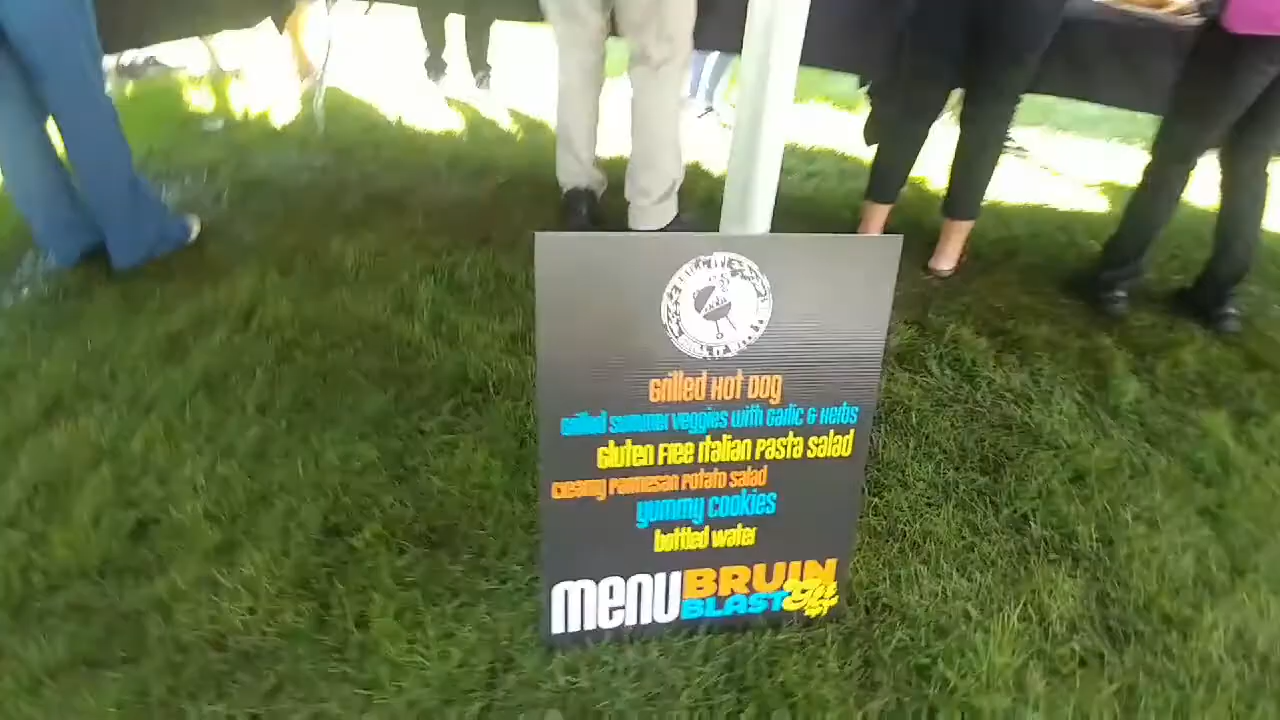 Grilled Hot Dog
Grilled Summer Veggies with Garlic & Herbs
Gluten Free Italian Pasta Salad
Creamy Parmesan Potato Salad
Yummy Cookies
Bottled Water
MENU BRUIN
BLAST